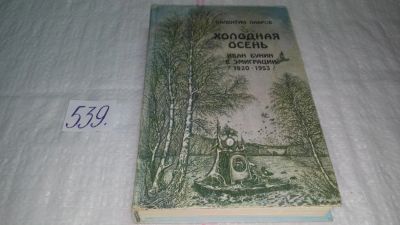 539.
ВАЛЕНТИН ЛАВРОВ
ХОЛОДНАЯ
ОСЕНЬ
ИВАН БУНИН
В ЭМИГРАЦИИ
/1920-1953/